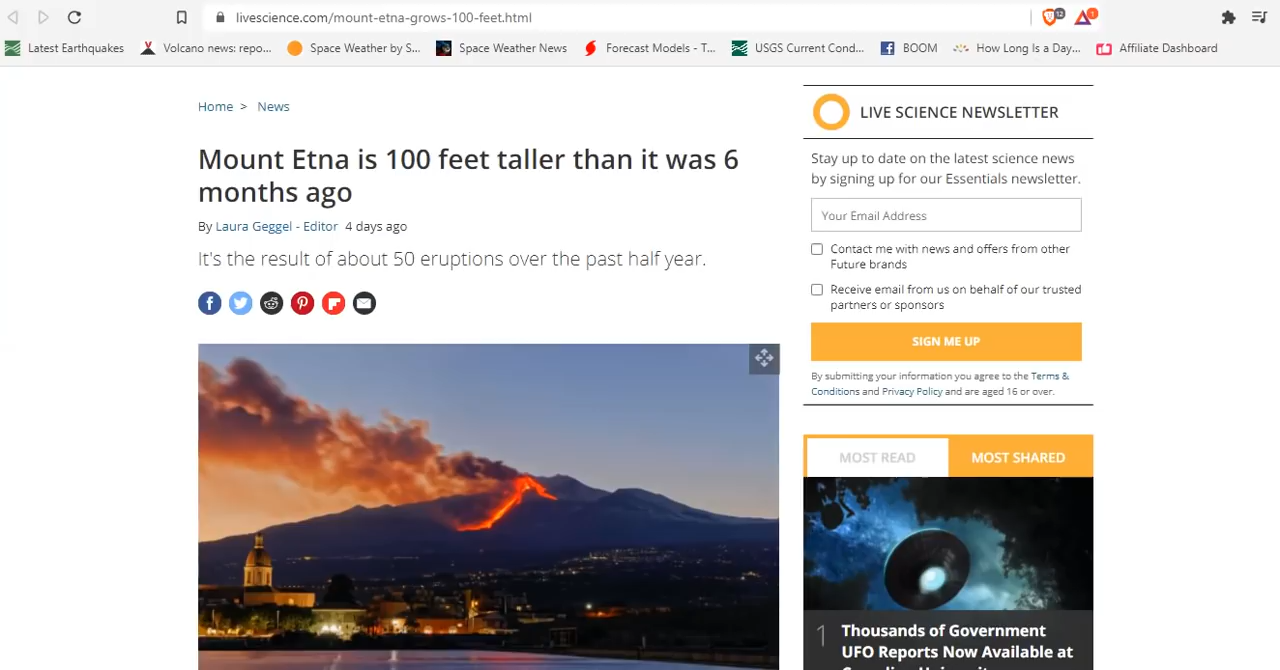 livescience.com/mount-etna-grows-100-feet.html
12
1
Latest Earthquakes
Volcano news: repo...
Space Weather by S...
Space Weather News
Forecast Models - T...
USGS Current Cond...
BOOM
How Long Is a Day...
Affiliate Dashboard
Home > News
Mount Etna is 100 feet taller than it was 6
months ago
By Laura Geggel - Editor 4 days ago
It's the result of about 50 eruptions over the past half year.
LIVE SCIENCE NEWSLETTER
Stay up to date on the latest science news
by signing up for our Essentials newsletter.
Your Email Address
Contact me with news and offers from other
Future brands
Receive email from us on behalf of our trusted
partners or sponsors
SIGN ME UP
By submitting your information you agree to the Terms &
Conditions and Privacy Policy and are aged 16 or over.
MOST READ
MOST SHARED
1
Thousands of Government
UFO Reports Now Available at